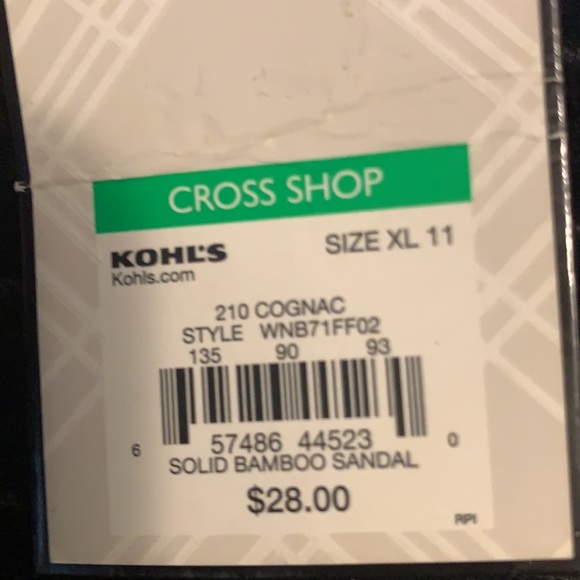 CROSS SHOP
KOHL'S SIZE XL 11
Kohls.com
210 COGNAC
STYLE WNB71FF02
135 90 93
6 57486 44523 0
SOLID BAMBOO SANDAL
$28.00
RPI